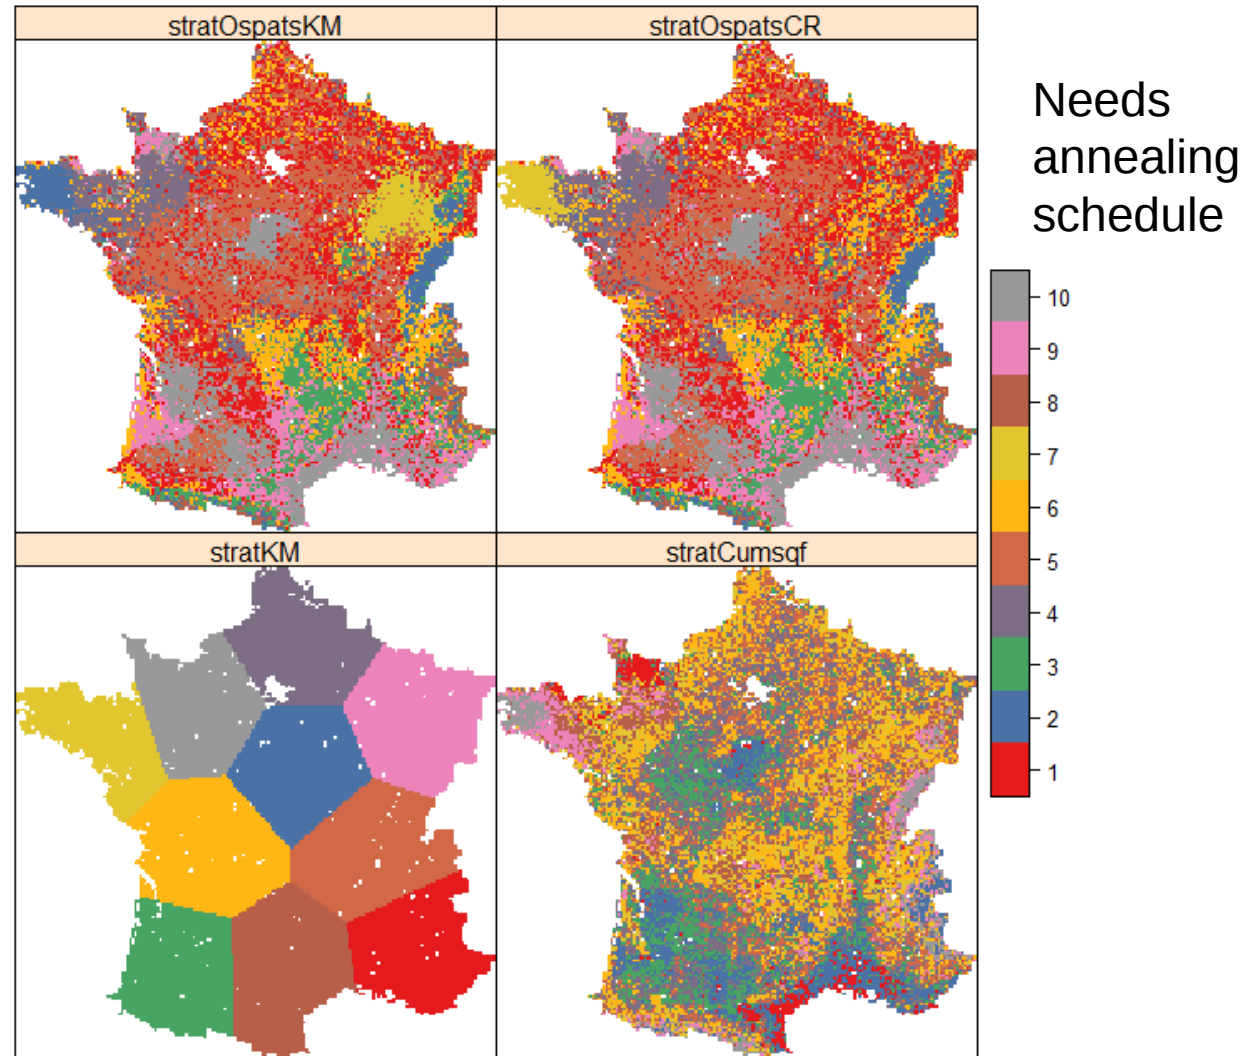 stratOspatsKM
stratOspatsCR
Needs
annealing
schedule
10
9
8
7
6
5
4
3
2
1
stratKM
stratCumsqf